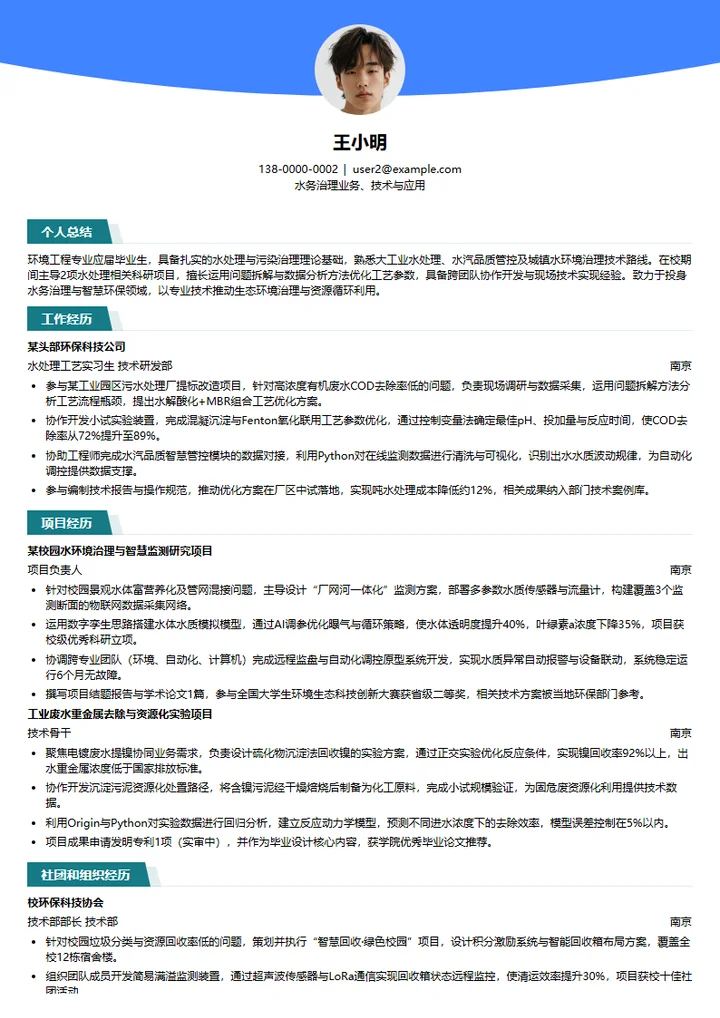 王小明
138-0000-0002 | user2@example.com
水务治理业务、技术与应用
个人总结
环境工程专业应届毕业生，具备扎实的水处理与污染治理理论基础，熟悉大工业水处理、水汽品质管控及城镇水环境治理技术路线。在校期
间主导2项水处理相关科研项目，擅长运用问题拆解与数据分析方法优化工艺参数，具备跨团队协作开发与现场技术实现经验。致力于投身
水务治理与智慧环保领域，以专业技术推动生态环境治理与资源循环利用。
工作经历
某头部环保科技公司
水处理工艺实习生 技术研发部 南京
• 参与某工业园区污水处理厂提标改造项目，针对高浓度有机废水COD去除率低的问题，负责现场调研与数据采集，运用问题拆解方法分
析工艺流程瓶颈，提出水解酸化+MBR组合工艺优化方案。
• 协作开发小试实验装置，完成混凝沉淀与Fenton氧化联用工艺参数优化，通过控制变量法确定最佳pH、投加量与反应时间，使COD去
除率从72%提升至89%。
• 协助工程师完成水汽品质智慧管控模块的数据对接，利用Python对在线监测数据进行清洗与可视化，识别出水水质波动规律，为自动化
调控提供数据支撑。
• 参与编制技术报告与操作规范，推动优化方案在厂区中试落地，实现吨水处理成本降低约12%，相关成果纳入部门技术案例库。
项目经历
某校园水环境治理与智慧监测研究项目
项目负责人 南京
• 针对校园景观水体富营养化及管网混接问题，主导设计“厂网河一体化”监测方案，部署多参数水质传感器与流量计，构建覆盖3个监
测断面的物联网数据采集网络。
• 运用数字孪生思路搭建水体水质模拟模型，通过AI调参优化曝气与循环策略，使水体透明度提升40%，叶绿素a浓度下降35%，项目获
校级优秀科研立项。
• 协调跨专业团队（环境、自动化、计算机）完成远程监盘与自动化调控原型系统开发，实现水质异常自动报警与设备联动，系统稳定运
行6个月无故障。
• 撰写项目结题报告与学术论文1篇，参与全国大学生环境生态科技创新大赛获省级二等奖，相关技术方案被当地环保部门参考。
工业废水重金属去除与资源化实验项目
技术骨干 南京
• 聚焦电镀废水提镍协同业务需求，负责设计硫化物沉淀法回收镍的实验方案，通过正交实验优化反应条件，实现镍回收率92%以上，出
水重金属浓度低于国家排放标准。
• 协作开发沉淀污泥资源化处置路径，将含镍污泥经干燥焙烧后制备为化工原料，完成小试规模验证，为固危废资源化利用提供技术数
据。
• 利用Origin与Python对实验数据进行回归分析，建立反应动力学模型，预测不同进水浓度下的去除效率，模型误差控制在5%以内。
• 项目成果申请发明专利1项（实审中），并作为毕业设计核心内容，获学院优秀毕业论文推荐。
社团和组织经历
校环保科技协会
技术部部长 技术部 南京
• 针对校园垃圾分类与资源回收率低的问题，策划并执行“智慧回收·绿色校园”项目，设计积分激励系统与智能回收箱布局方案，覆盖全
校12栋宿舍楼。
• 组织团队成员开发简易满溢监测装置，通过超声波传感器与LoRa通信实现回收箱状态远程监控，使清运效率提升30%，项目获校十佳社
团活动